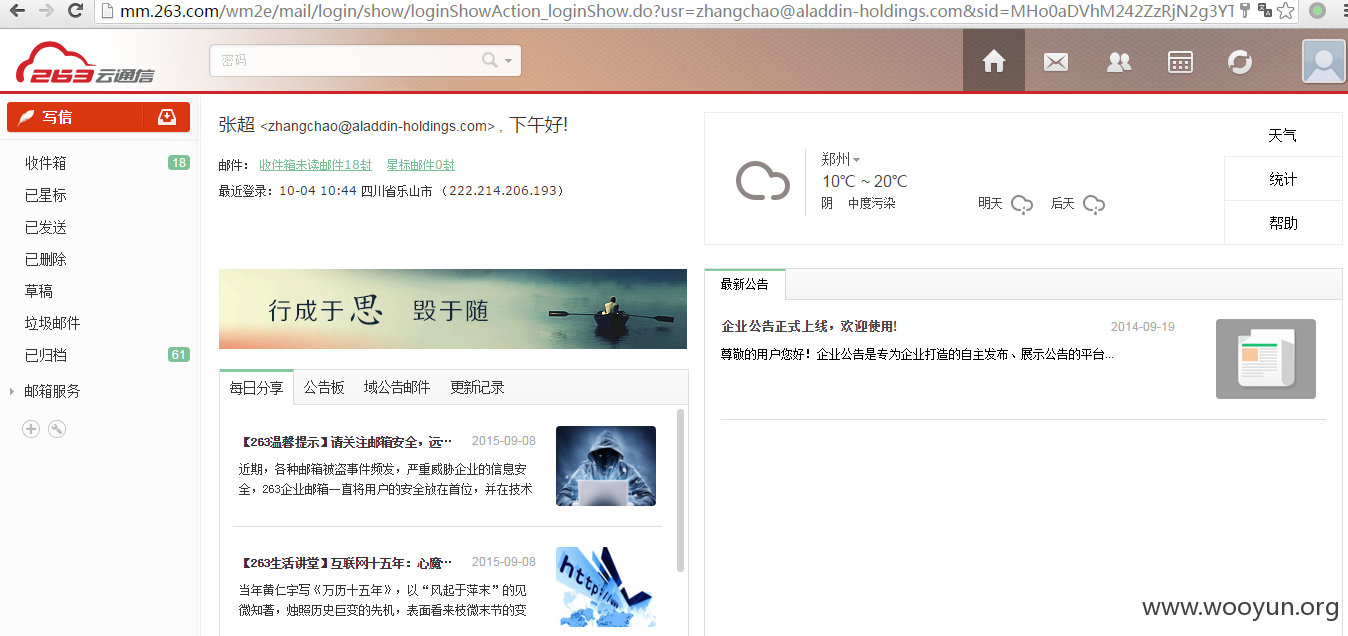 mm.263.com/wm2e/mail/login/show/loginShowAction_loginShow.do?usr=zhangchao@aladdin-holdings.com&sid=MHo0aDVhM242ZzRjN2g3YT
263云通信
密码
写信
收件箱 18
已星标
已发送
已删除
草稿
垃圾邮件
已归档 61
邮箱服务
张超 <zhangchao@aladdin-holdings.com> , 下午好!
邮件： 收件箱未读邮件18封 星标邮件0封
最近登录：10-04 10:44 四川省乐山市 （222.214.206.193）
郑州
10℃ ~ 20℃
阴 中度污染
明天 后天
天气
统计
帮助
行成于思 毁于随
每日分享 公告板 域公告邮件 更新记录
【263温馨提示】请关注邮箱安全，远… 2015-09-08
近期，各种邮箱被盗事件频发，严重威胁企业的信息安
全，263企业邮箱一直将用户的安全放在首位，并在技术
【263生活讲堂】互联网十五年：心魔… 2015-09-08
当年黄仁宇写《万历十五年》，以“风起于萍末”的见
微知著，烛照历史巨变的先机，表面看来枝微末节的变
http://w
最新公告
企业公告正式上线，欢迎使用! 2014-09-19
尊敬的用户您好！企业公告是专为企业打造的自主发布、展示公告的平台...
www.wooyun.org